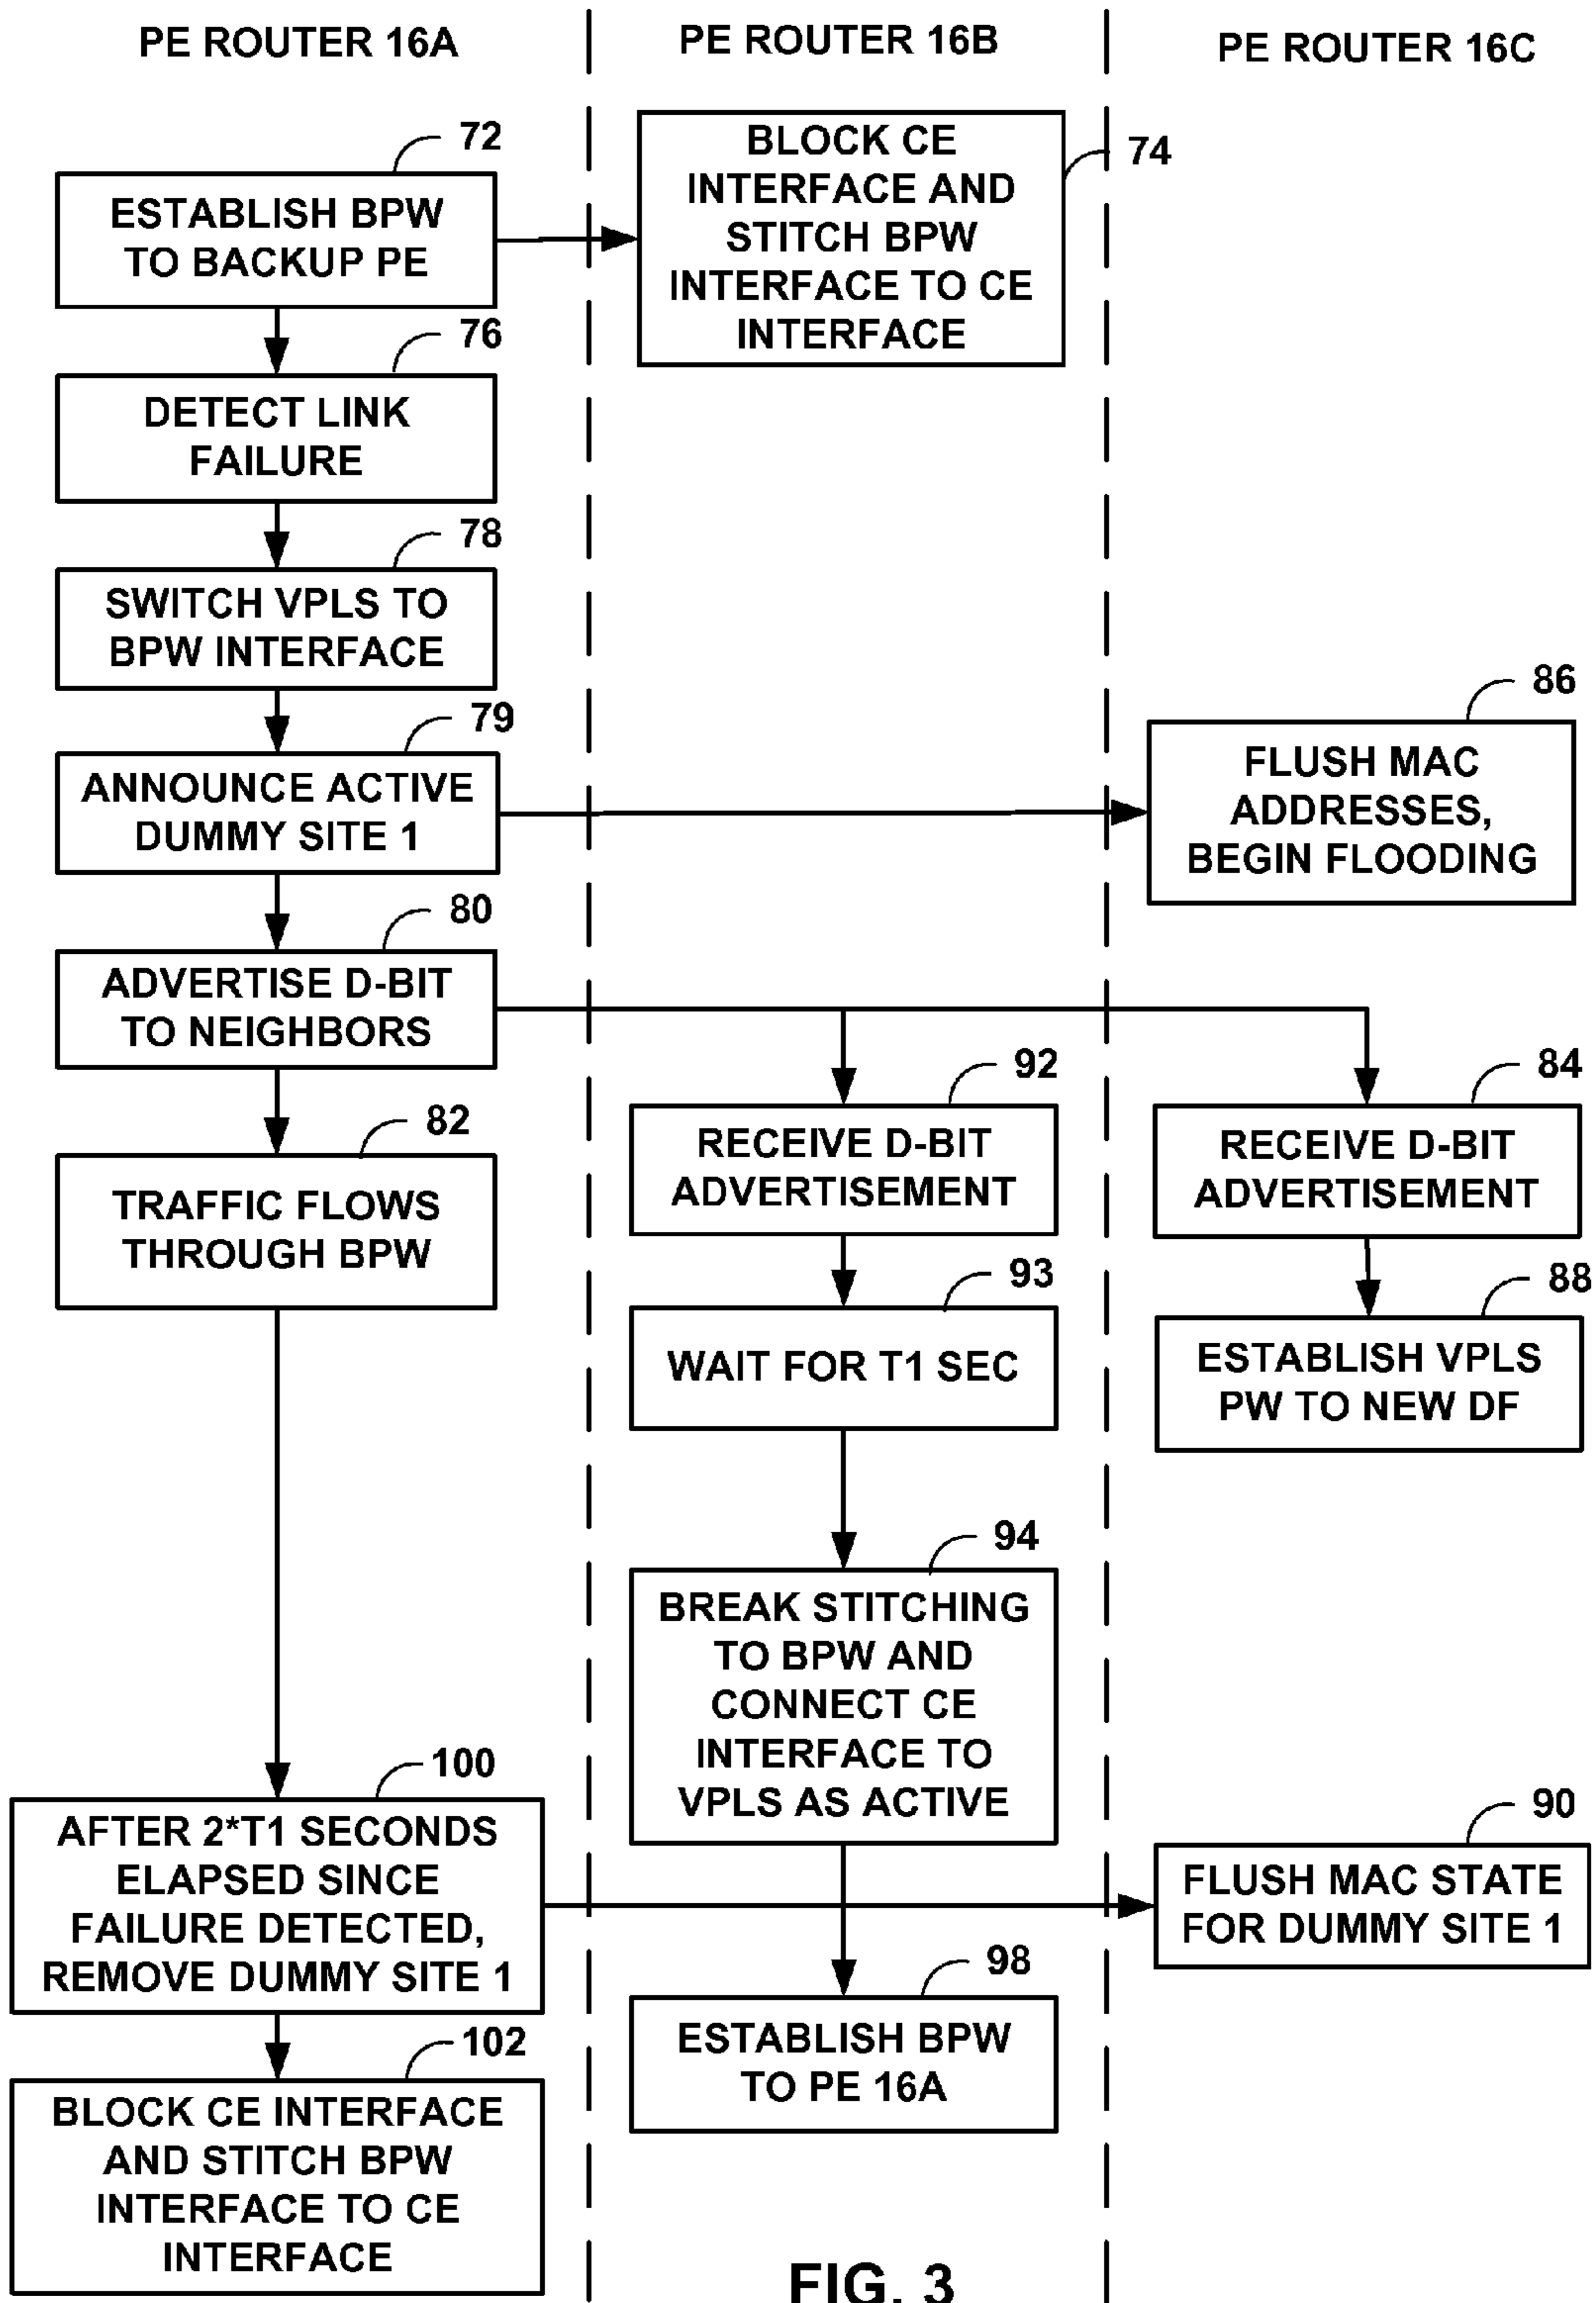 PE ROUTER 16A
PE ROUTER 16B
PE ROUTER 16C
72
ESTABLISH BPW
TO BACKUP PE
74
BLOCK CE
INTERFACE AND
STITCH BPW
INTERFACE TO CE
INTERFACE
76
DETECT LINK
FAILURE
78
SWITCH VPLS TO
BPW INTERFACE
79
ANNOUNCE ACTIVE
DUMMY SITE 1
86
FLUSH MAC
ADDRESSES,
BEGIN FLOODING
80
ADVERTISE D-BIT
TO NEIGHBORS
82
TRAFFIC FLOWS
THROUGH BPW
92
RECEIVE D-BIT
ADVERTISEMENT
84
RECEIVE D-BIT
ADVERTISEMENT
93
WAIT FOR T1 SEC
88
ESTABLISH VPLS
PW TO NEW DF
94
BREAK STITCHING
TO BPW AND
CONNECT CE
INTERFACE TO
VPLS AS ACTIVE
100
AFTER 2*T1 SECONDS
ELAPSED SINCE
FAILURE DETECTED,
REMOVE DUMMY SITE 1
90
FLUSH MAC STATE
FOR DUMMY SITE 1
98
ESTABLISH BPW
TO PE 16A
102
BLOCK CE INTERFACE
AND STITCH BPW
INTERFACE TO CE
INTERFACE
FIG. 3